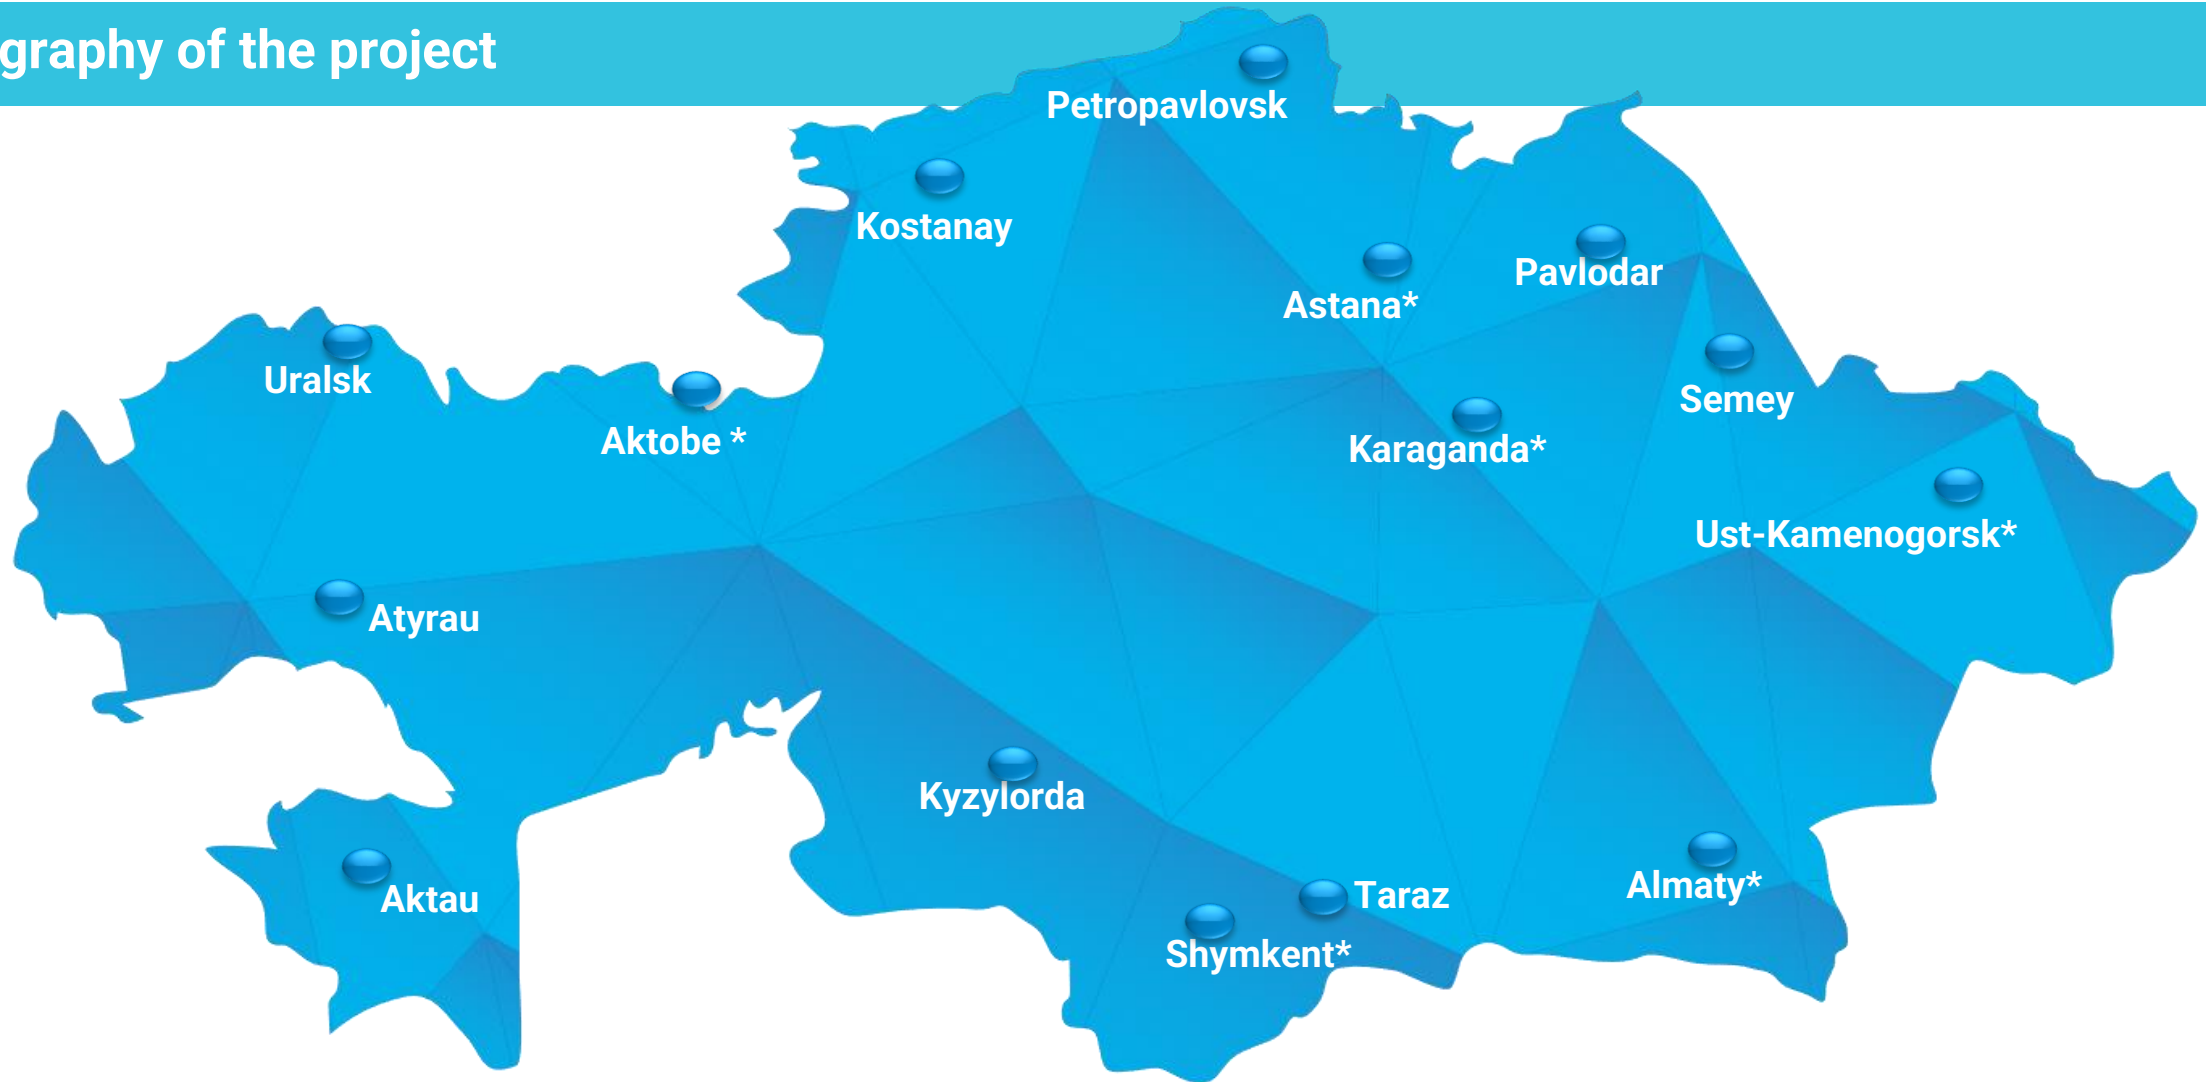 graphy of the project
Petropavlovsk
Kostanay
Pavlodar
Astana*
Uralsk
Semey
Aktobe *
Karaganda*
Ust-Kamenogorsk*
Atyrau
Kyzylorda
Almaty*
Taraz
Aktau
Shymkent*